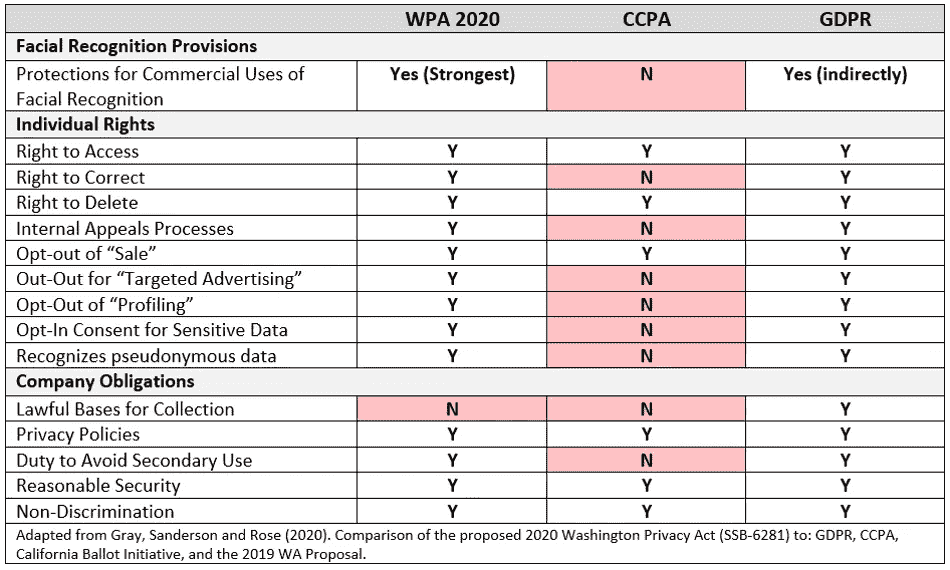 WPA 2020 CCPA GDPR
Facial Recognition Provisions
Protections for Commercial Uses of Yes (Strongest) N Yes (indirectly)
Facial Recognition
Individual Rights
Right to Access Y Y Y
Right to Correct Y N Y
Right to Delete Y Y Y
Internal Appeals Processes Y N Y
Opt-out of “Sale” Y Y Y
Out-Out for “Targeted Advertising” Y N Y
Opt-Out of “Profiling” Y N Y
Opt-In Consent for Sensitive Data Y N Y
Recognizes pseudonymous data Y N Y
Company Obligations
Lawful Bases for Collection N N Y
Privacy Policies Y Y Y
Duty to Avoid Secondary Use Y N Y
Reasonable Security Y Y Y
Non-Discrimination Y Y Y
Adapted from Gray, Sanderson and Rose (2020). Comparison of the proposed 2020 Washington Privacy Act (SSB-6281) to: GDPR, CCPA,
California Ballot Initiative, and the 2019 WA Proposal.